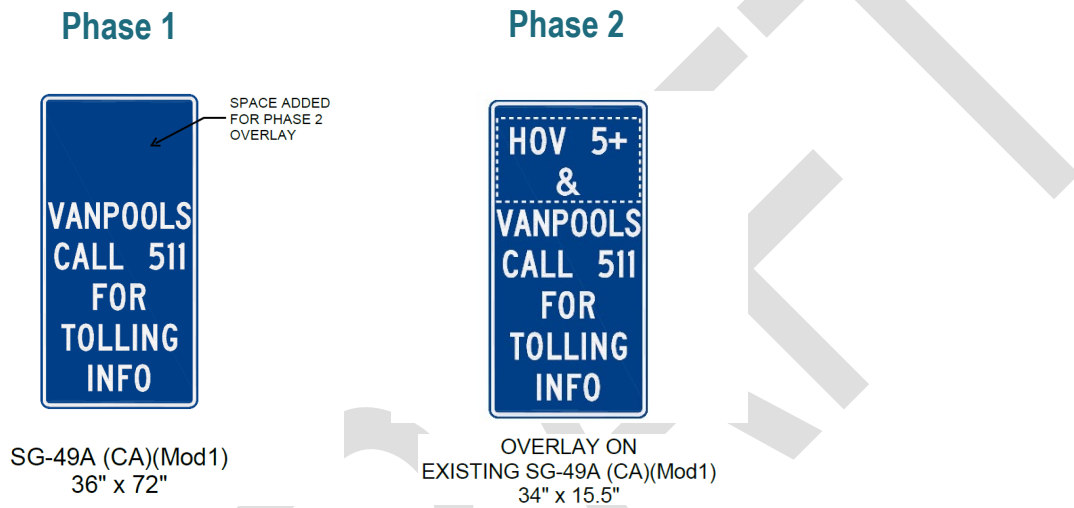 Phase 1
SPACE ADDED
FOR PHASE 2
OVERLAY
VANPOOLS
CALL 511
FOR
TOLLING
INFO
SG-49A (CA)(Mod1)
36" x 72"
Phase 2
HOV 5+
&
VANPOOLS
CALL 511
FOR
TOLLING
INFO
OVERLAY ON
EXISTING SG-49A (CA)(Mod1)
34" x 15.5"